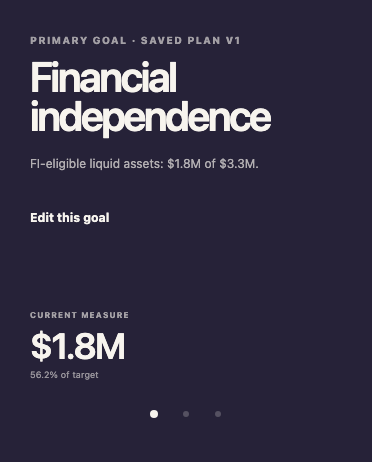 PRIMARY GOAL · SAVED PLAN V1
Financial
independence
FI-eligible liquid assets: $1.8M of $3.3M.
Edit this goal
CURRENT MEASURE
$1.8M
56.2% of target